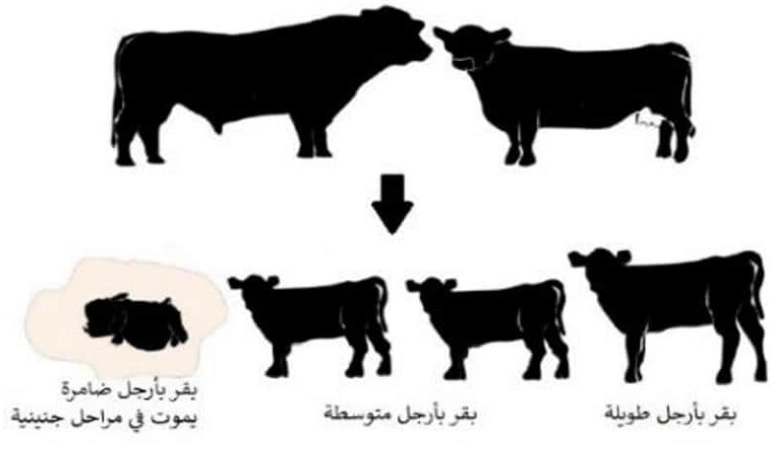 بقر بأرجل طويلة
بقر بأرجل متوسطة
بقر بأرجل ضامرة
يموت في مراحل جنينية